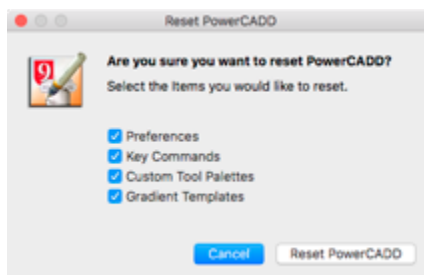 Reset PowerCADD
9
Are you sure you want to reset PowerCADD?
Select the Items you would like to reset.
Preferences
Key Commands
Custom Tool Palettes
Gradient Templates
Cancel
Reset PowerCADD